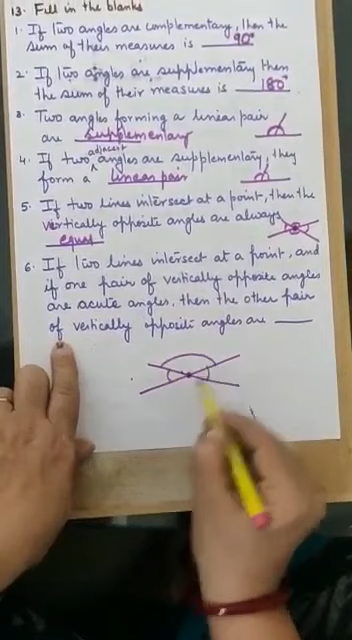 13. Fill in the blanks
1. If Two angles are complementary, then the
sum of their measures is 90°
2. If two angles are supplementary then
the sum of their measures is 180°
3. Two angles forming a linear pair
are supplementary
adjacent
4. If two ^ angles are supplementary, they
form a linear pair
5. If two lines intersect at a point, then the
vertically opposite angles are always
equal
6. If Two lines intersect at a point, and
if one pair of vertically opposite angles
are acute angles, then the other pair
of vertically opposite angles are ____